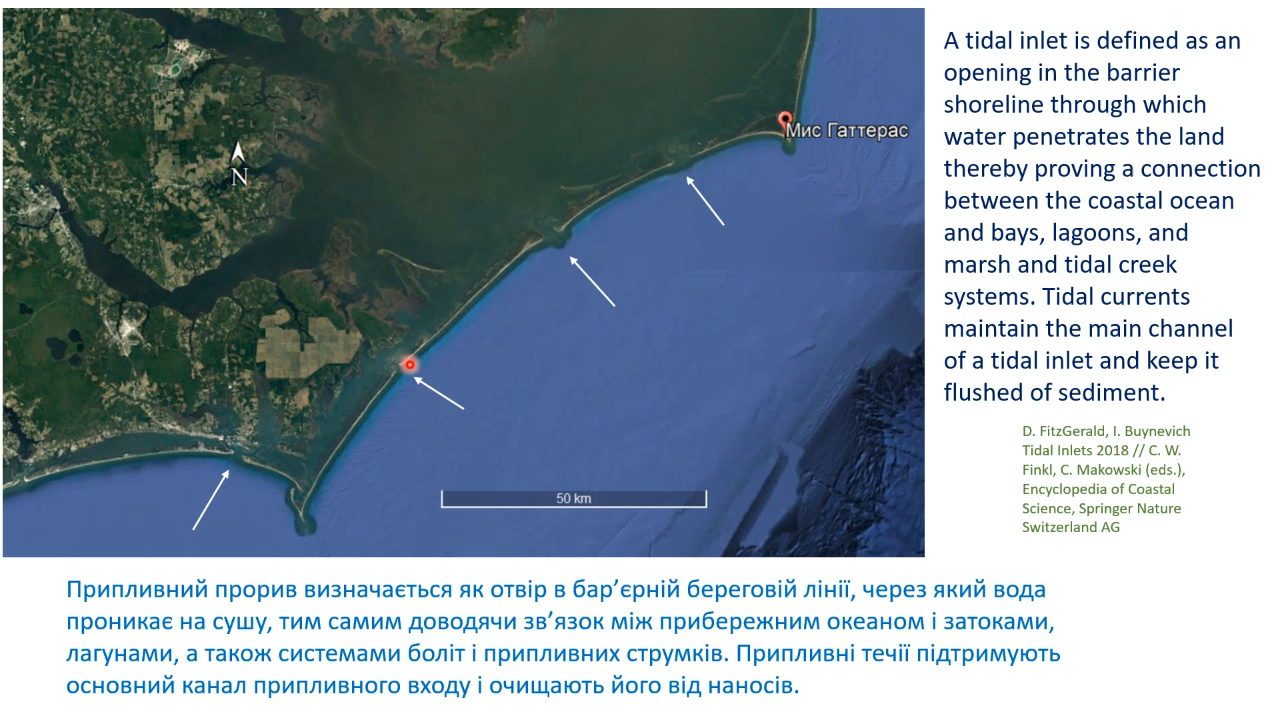 A tidal inlet is defined as an
opening in the barrier
shoreline through which
water penetrates the land
thereby proving a connection
between the coastal ocean
and bays, lagoons, and
marsh and tidal creek
systems. Tidal currents
maintain the main channel
of a tidal inlet and keep it
flushed of sediment.
D. FitzGerald, I. Buynevich
Tidal Inlets 2018 // C. W.
Finkl, C. Makowski (eds.),
Encyclopedia of Coastal
Science, Springer Nature
Switzerland AG
Мис Гаттерас
N
50 km
Припливний прорив визначається як отвір в бар’єрній береговій лінії, через який вода
проникає на сушу, тим самим доводячи зв’язок між прибережним океаном і затоками,
лагунами, а також системами боліт і припливних струмків. Припливні течії підтримують
основний канал припливного входу і очищають його від наносів.